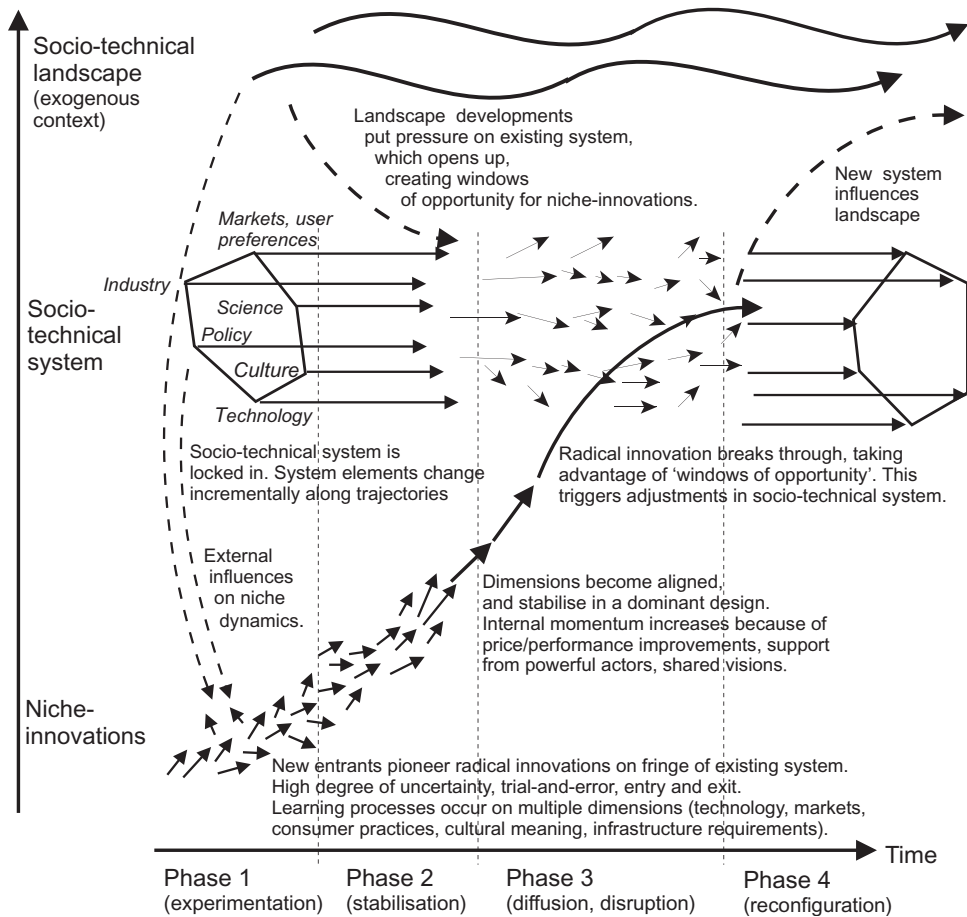 Socio-technical
landscape
(exogenous
context)
Landscape developments
put pressure on existing system,
which opens up,
creating windows
of opportunity for niche-innovations.
New system
influences
landscape
Markets, user
preferences
Industry
Science
Policy
Culture
Technology
Socio-
technical
system
Socio-technical system is
locked in. System elements change
incrementally along trajectories
Radical innovation breaks through, taking
advantage of ‘windows of opportunity’. This
triggers adjustments in socio-technical system.
External
influences
on niche
dynamics.
Dimensions become aligned,
and stabilise in a dominant design.
Internal momentum increases because of
price/performance improvements, support
from powerful actors, shared visions.
Niche-
innovations
New entrants pioneer radical innovations on fringe of existing system.
High degree of uncertainty, trial-and-error, entry and exit.
Learning processes occur on multiple dimensions (technology, markets,
consumer practices, cultural meaning, infrastructure requirements).
Time
Phase 1
(experimentation)
Phase 2
(stabilisation)
Phase 3
(diffusion, disruption)
Phase 4
(reconfiguration)